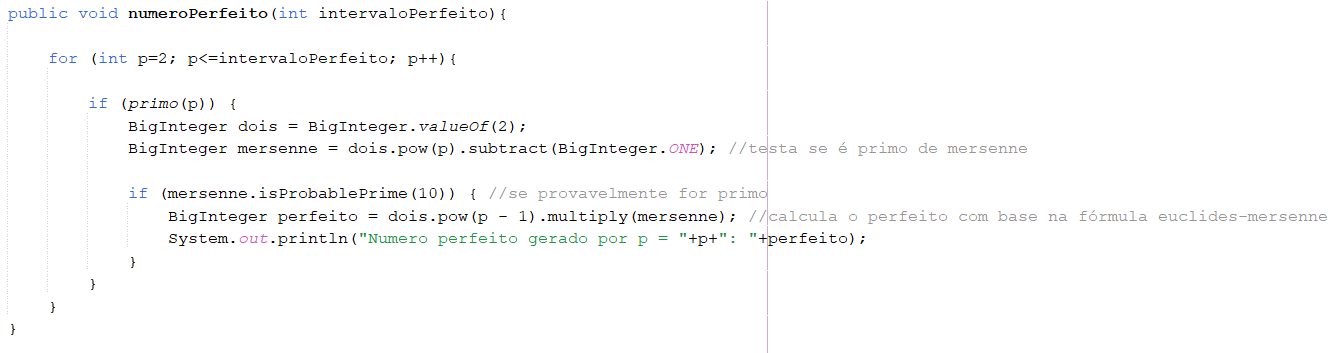 public void numeroPerfeito(int intervaloPerfeito){
for (int p=2; p<=intervaloPerfeito; p++){
if (primo(p)) {
BigInteger dois = BigInteger.valueOf(2);
BigInteger mersenne = dois.pow(p).subtract(BigInteger.ONE); //testa se é primo de mersenne
if (mersenne.isProbablePrime(10)) { //se provavelmente for primo
BigInteger perfeito = dois.pow(p - 1).multiply(mersenne); //calcula o perfeito com base na fórmula euclides-mersenne
System.out.println("Numero perfeito gerado por p = "+p+": "+perfeito);
}
}
}
}